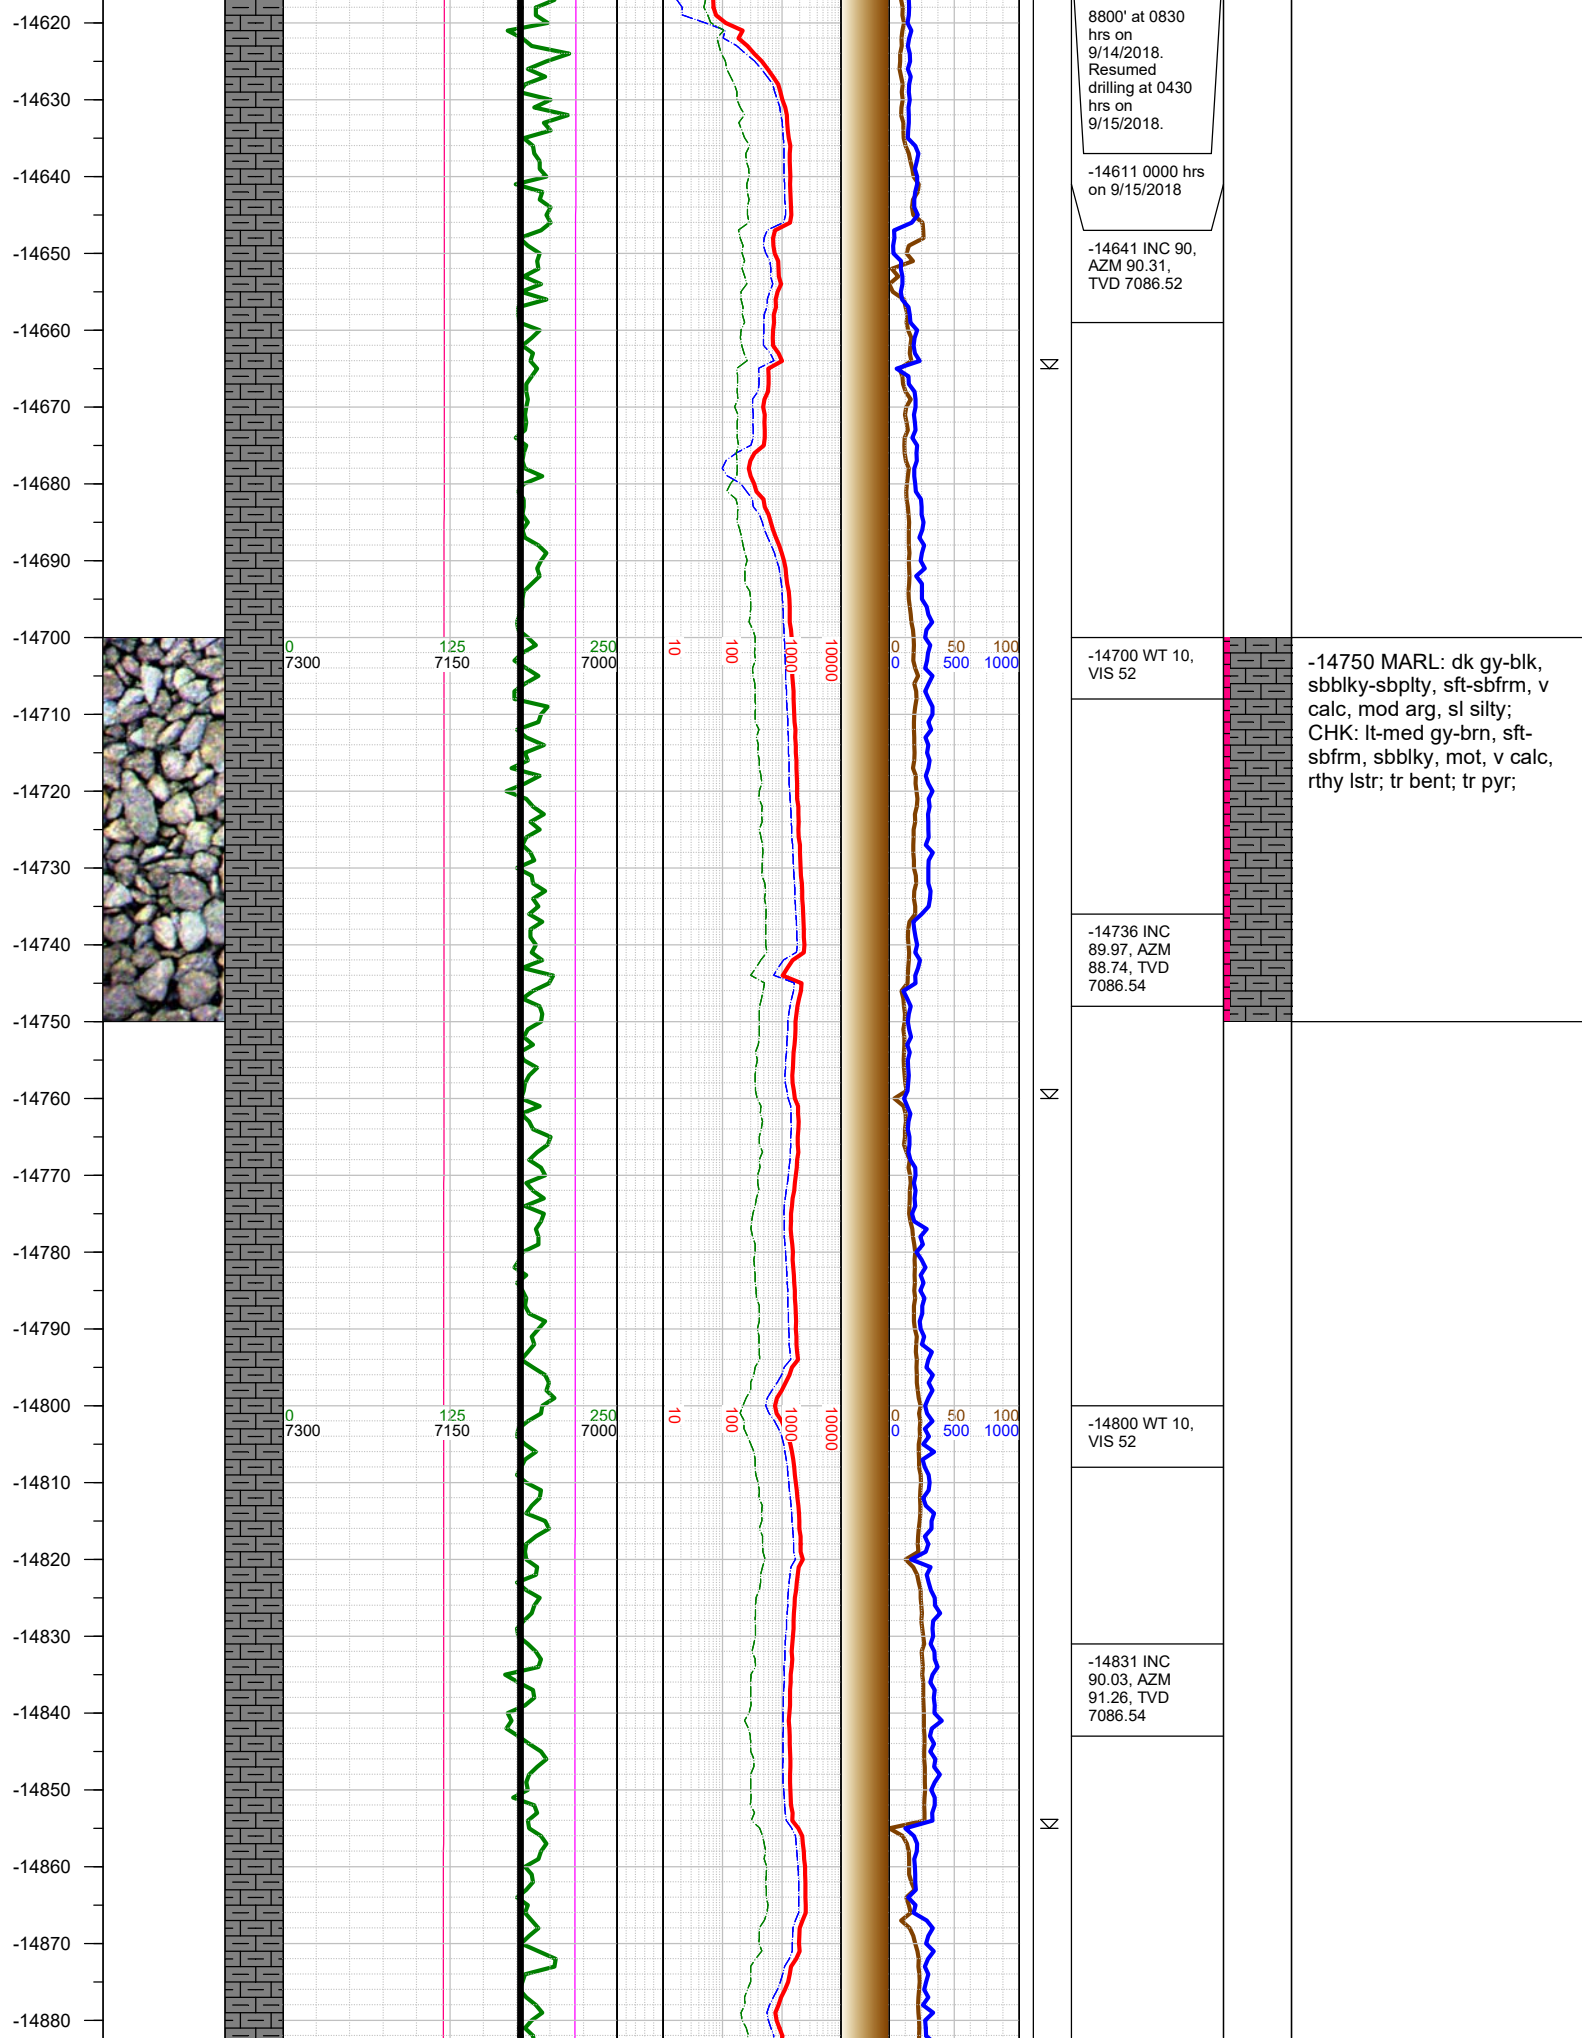 8800' at 0830
hrs on
9/14/2018.
Resumed
drilling at 0430
hrs on
9/15/2018.
-14611 0000 hrs
on 9/15/2018
-14641 INC 90,
AZM 90.31,
TVD 7086.52
-14620
-14630
-14640
-14650
-14660
-14670
-14680
-14690
-14700
0 125 250 10 100 1000 10000 0 50 100
7300 7150 7000 0 500 1000
-14700 WT 10,
VIS 52
-14750 MARL: dk gy-blk,
sbblky-sbplty, sft-sbfrm, v
calc, mod arg, sl silty;
CHK: lt-med gy-brn, sft-
sbfrm, sbblky, mot, v calc,
rthy lstr; tr bent; tr pyr;
-14710
-14720
-14730
-14740
-14736 INC
89.97, AZM
88.74, TVD
7086.54
-14750
-14760
-14770
-14780
-14790
-14800
0 125 250 10 100 1000 10000 0 50 100
7300 7150 7000 0 500 1000
-14800 WT 10,
VIS 52
-14810
-14820
-14830
-14831 INC
90.03, AZM
91.26, TVD
7086.54
-14840
-14850
-14860
-14870
-14880